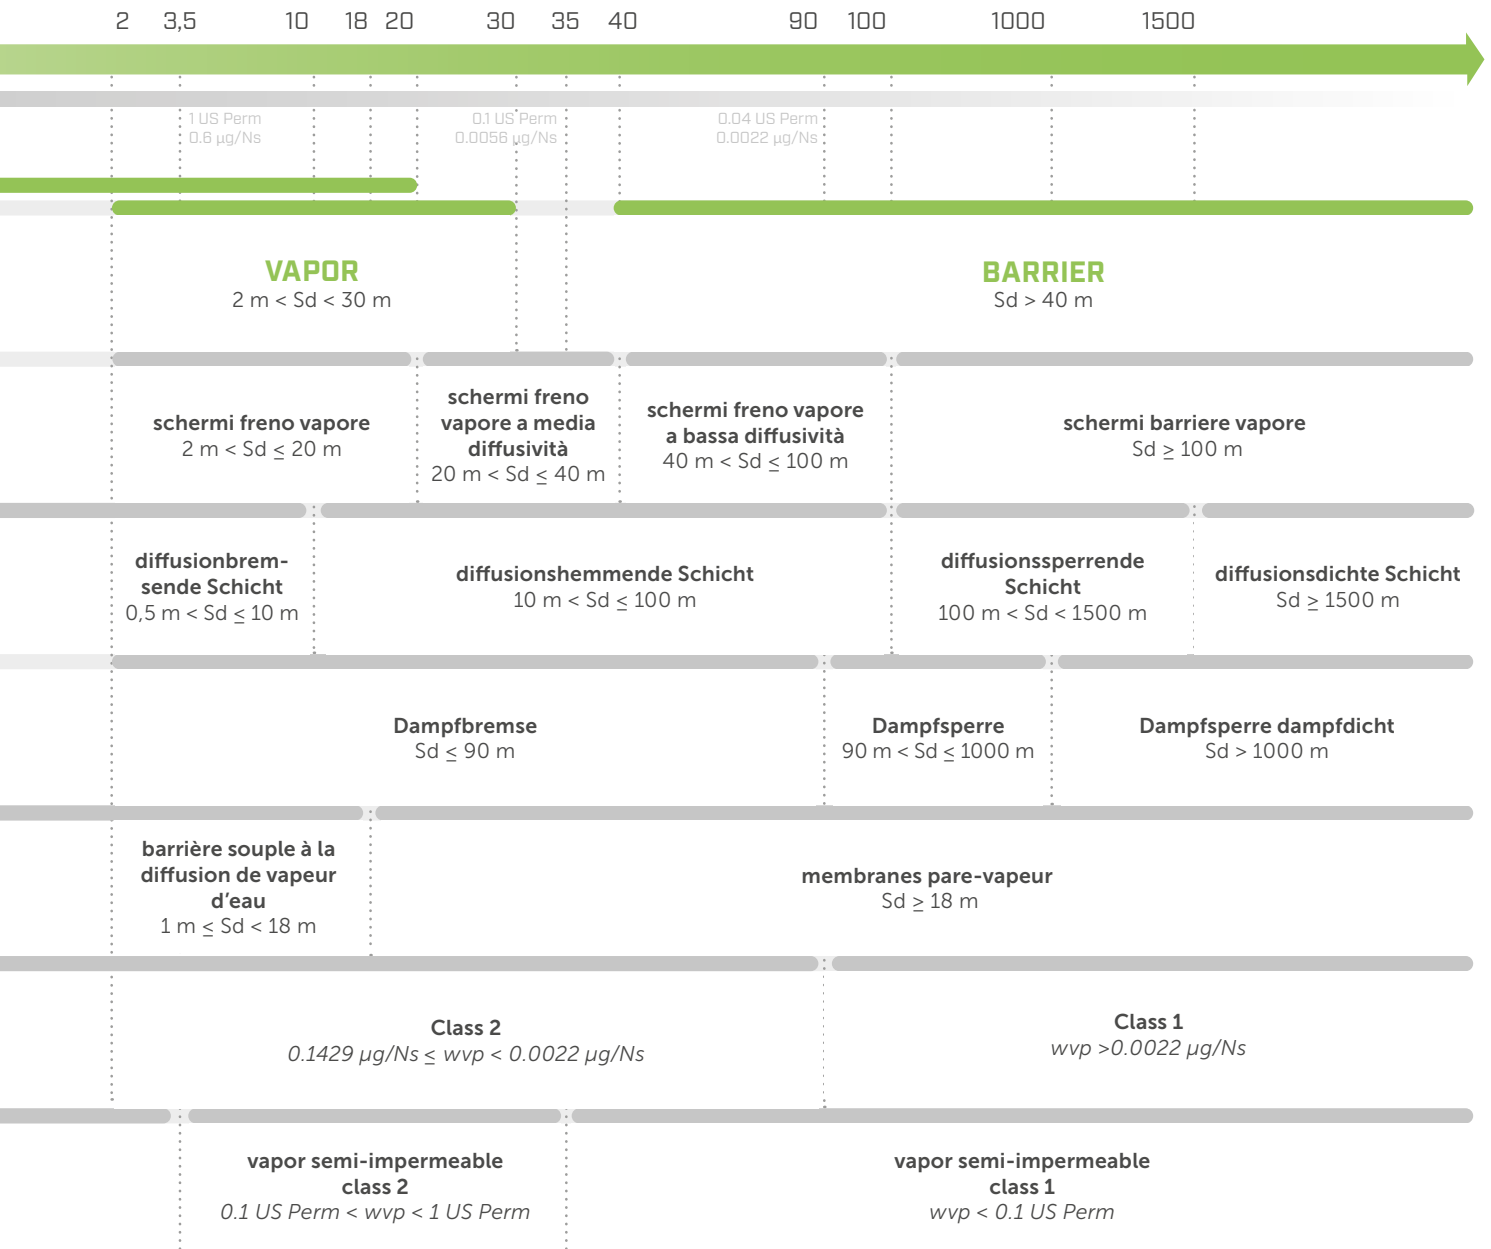 2 3,5 10 18 20 30 35 40 90 100 1000 1500
1 US Perm
0.6 µg/Ns
0.1 US Perm
0.0056 µg/Ns
0.04 US Perm
0.0022 µg/Ns
VAPOR
2 m < Sd < 30 m
BARRIER
Sd > 40 m
schermi freno vapore
2 m < Sd ≤ 20 m
schermi freno
vapore a media
diffusività
20 m < Sd ≤ 40 m
schermi freno vapore
a bassa diffusività
40 m < Sd ≤ 100 m
schermi barriere vapore
Sd ≥ 100 m
diffusionbrem-
sende Schicht
0,5 m < Sd ≤ 10 m
diffusionshemmende Schicht
10 m < Sd ≤ 100 m
diffusionssperrende
Schicht
100 m < Sd < 1500 m
diffusionsdichte Schicht
Sd ≥ 1500 m
Dampfbremse
Sd ≤ 90 m
Dampfsperre
90 m < Sd ≤ 1000 m
Dampfsperre dampfdicht
Sd > 1000 m
barrière souple à la
diffusion de vapeur
d'eau
1 m ≤ Sd < 18 m
membranes pare-vapeur
Sd ≥ 18 m
Class 2
0.1429 µg/Ns ≤ wvp < 0.0022 µg/Ns
Class 1
wvp >0.0022 µg/Ns
vapor semi-impermeable
class 2
0.1 US Perm < wvp < 1 US Perm
vapor semi-impermeable
class 1
wvp < 0.1 US Perm